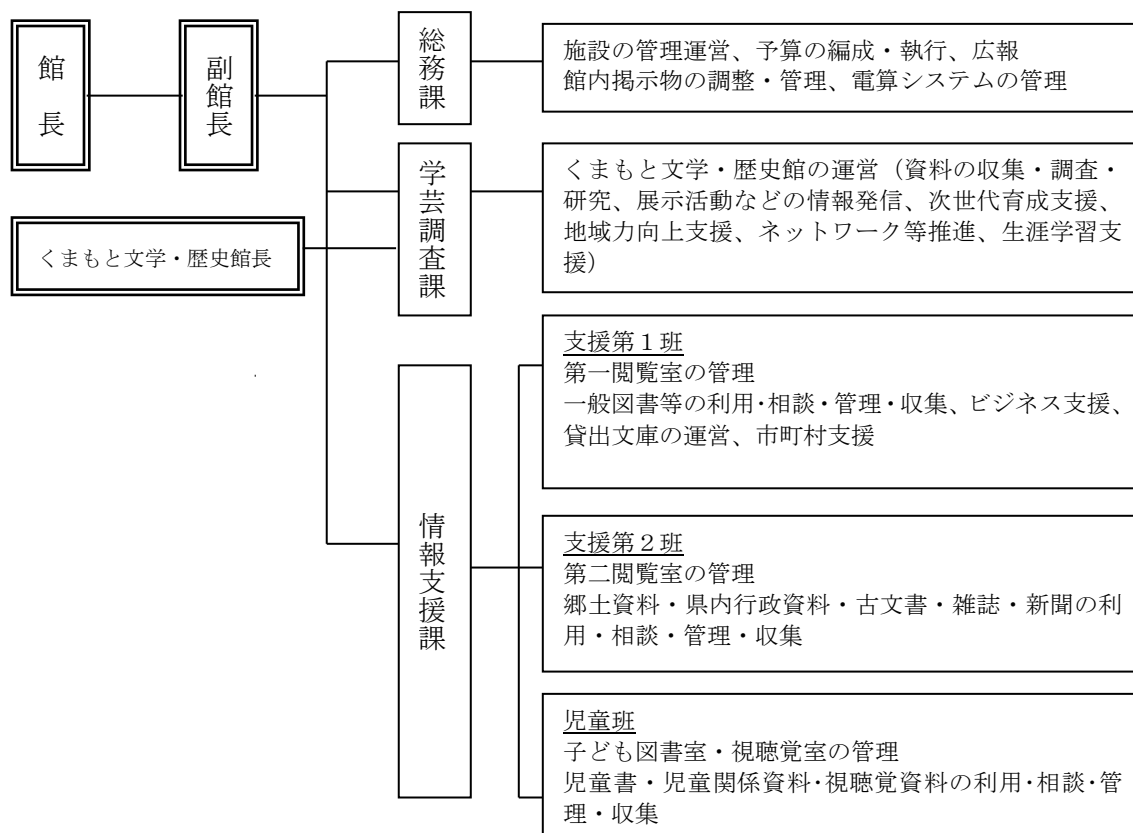 館長
副館長
総務課
施設の管理運営、予算の編成・執行、広報
館内掲示物の調整・管理、電算システムの管理
くまもと文学・歴史館長
学芸調査課
くまもと文学・歴史館の運営（資料の収集・調査・
研究、展示活動などの情報発信、次世代育成支援、
地域力向上支援、ネットワーク等推進、生涯学習支
援）
情報支援課
支援第１班
第一閲覧室の管理
一般図書等の利用・相談・管理・収集、ビジネス支援、
貸出文庫の運営、市町村支援
支援第２班
第二閲覧室の管理
郷土資料・県内行政資料・古文書・雑誌・新聞の利
用・相談・管理・収集
児童班
子ども図書室・視聴覚室の管理
児童書・児童関係資料・視聴覚資料の利用・相談・管
理・収集